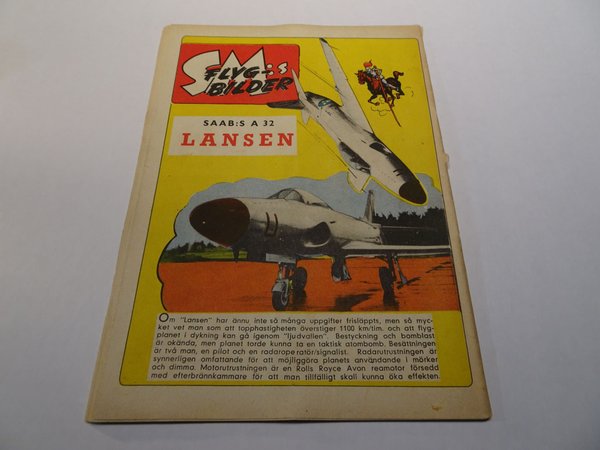 SM:s
FLYG-
BILDER
SAAB:S A 32
LANSEN
Om "Lansen" har ännu inte så många uppgifter frisläppts, men så myc-
ket vet man som att topphastigheten överstiger 1100 km/tim. och att flyg-
planet i dykning kan gå igenom "ljudvallen". Bestyckning och bomblast
är okända, men planet torde kunna ta en taktisk atombomb. Besättningen
är två man, en pilot och en radaroperatör/signalist. Radarutrustningen är
synnerligen omfattande för att möjliggöra planets användande i mörker
och dimma. Motorutrustningen är en Rolls Royce Avon reamotor försedd
med efterbrännkammare för att man tillfälligt skall kunna öka effekten.